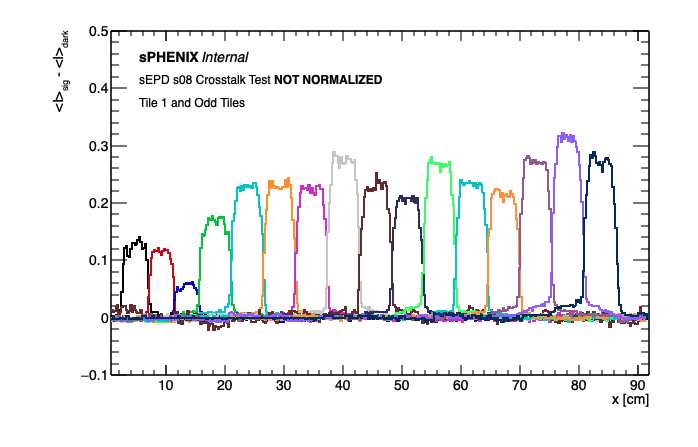 <I>sig - <I>dark
0.5
0.4
0.3
0.2
0.1
0
−0.1
sPHENIX Internal
sEPD s08 Crosstalk Test NOT NORMALIZED
Tile 1 and Odd Tiles
10 20 30 40 50 60 70 80 90
x [cm]